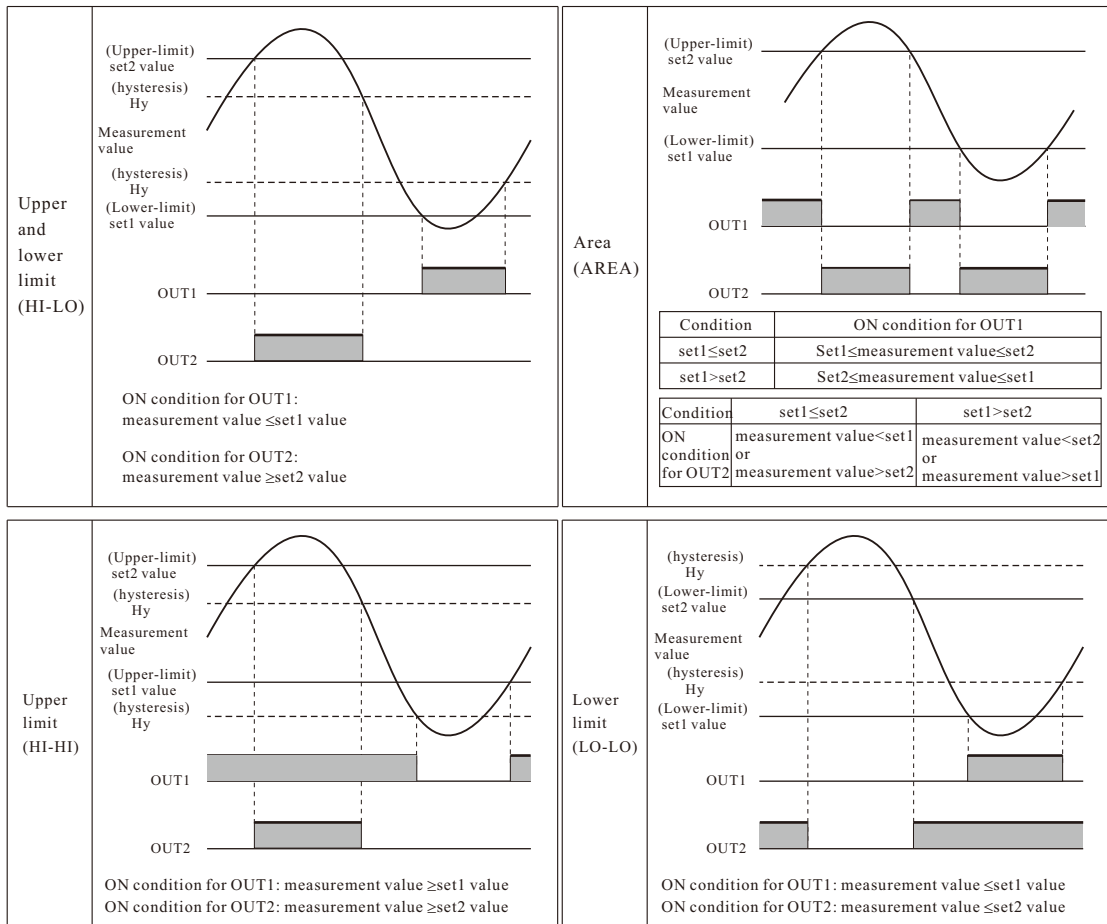 Upper
and
lower
limit
(HI-LO)
(Upper-limit)
set2 value
(hysteresis)
Hy
Measurement
value
(hysteresis)
Hy
(Lower-limit)
set1 value
OUT1
OUT2
ON condition for OUT1:
measurement value ≤set1 value
ON condition for OUT2:
measurement value ≥set2 value
Area
(AREA)
(Upper-limit)
set2 value
Measurement
value
(Lower-limit)
set1 value
OUT1
OUT2
Condition ON condition for OUT1
set1≤set2 Set1≤measurement value≤set2
set1>set2 Set2≤measurement value≤set1
Condition set1≤set2 set1>set2
ON
condition
for OUT2
measurement value<set1
or
measurement value>set2
measurement value<set2
or
measurement value>set1
Upper
limit
(HI-HI)
(Upper-limit)
set2 value
(hysteresis)
Hy
Measurement
value
(Upper-limit)
set1 value
(hysteresis)
Hy
OUT1
OUT2
ON condition for OUT1: measurement value ≥set1 value
ON condition for OUT2: measurement value ≥set2 value
Lower
limit
(LO-LO)
(hysteresis)
Hy
(Lower-limit)
set2 value
Measurement
value
(hysteresis)
Hy
(Lower-limit)
set1 value
OUT1
OUT2
ON condition for OUT1: measurement value ≤set1 value
ON condition for OUT2: measurement value ≤set2 value